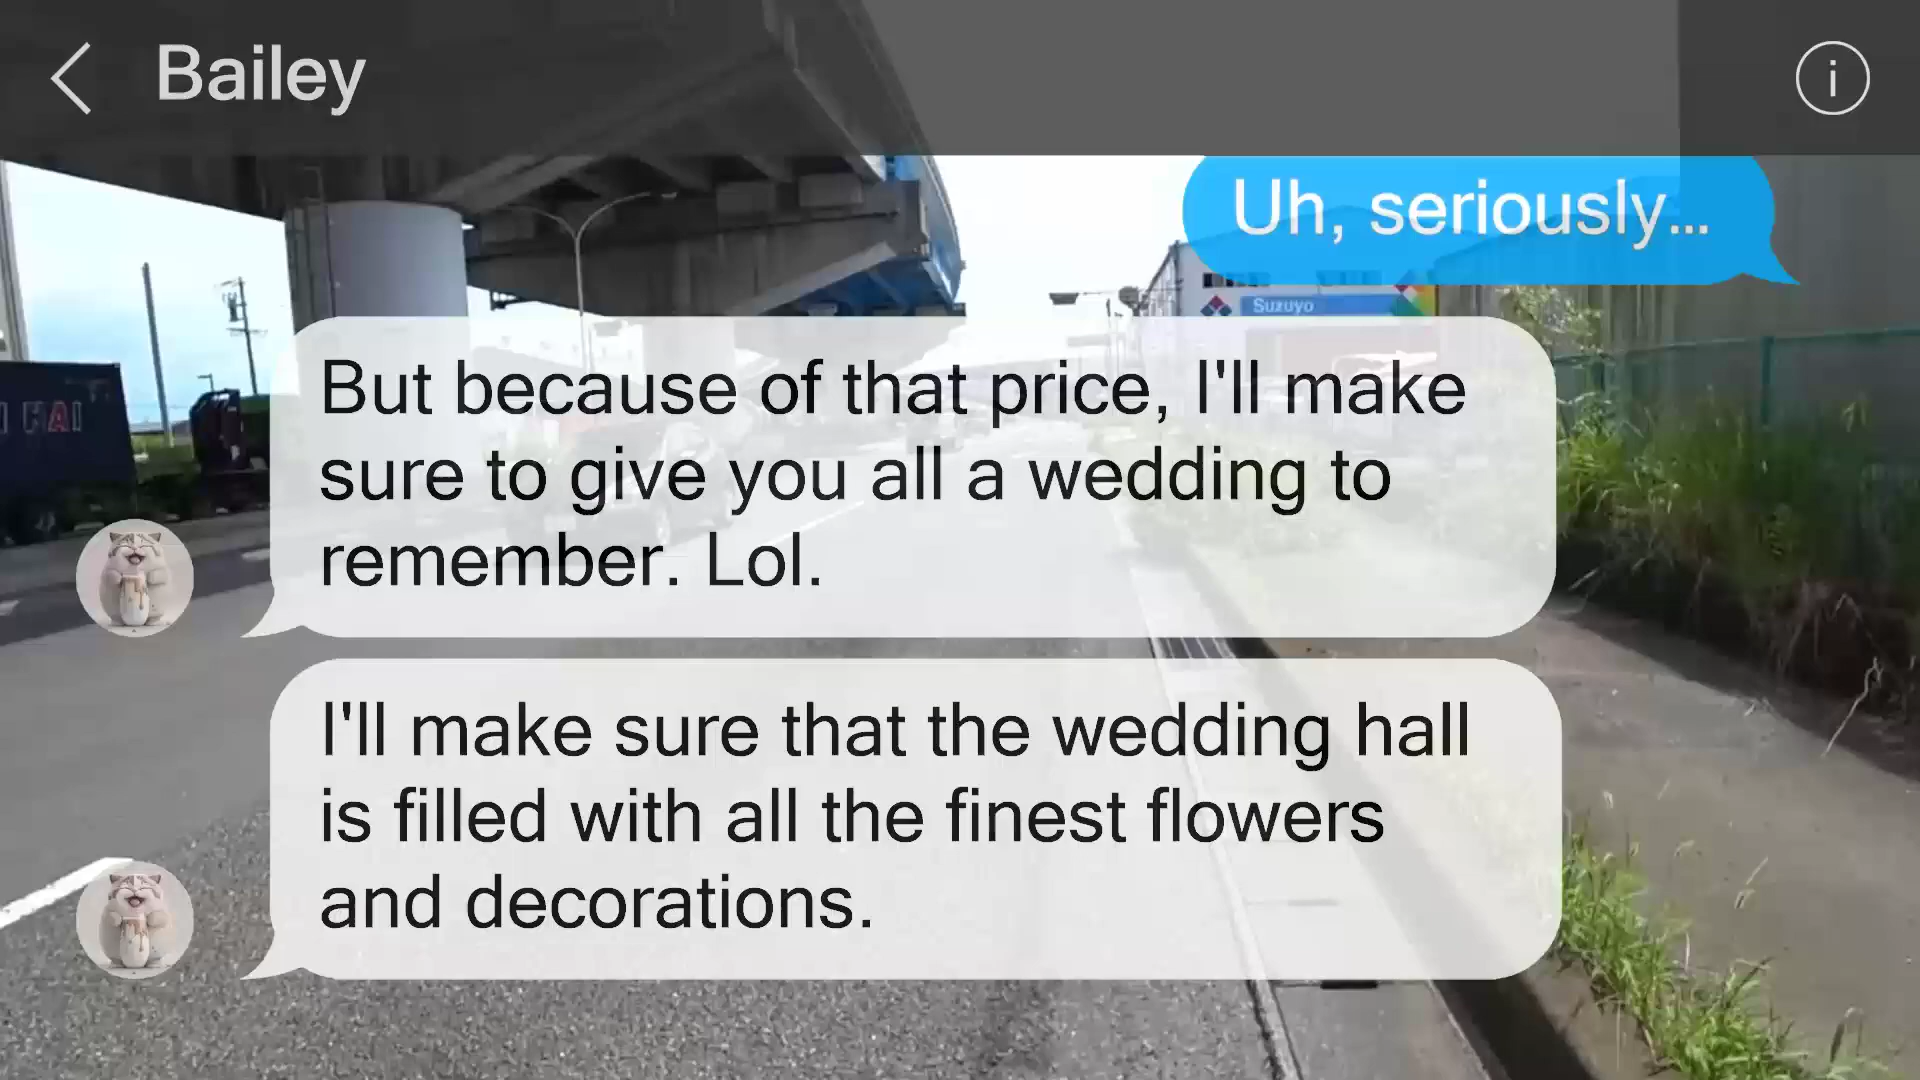 Bailey
i
Uh, seriously...
Suzuyo
HAI
But because of that price, I'll make
sure to give you all a wedding to
remember. Lol.
I'll make sure that the wedding hall
is filled with all the finest flowers
and decorations.